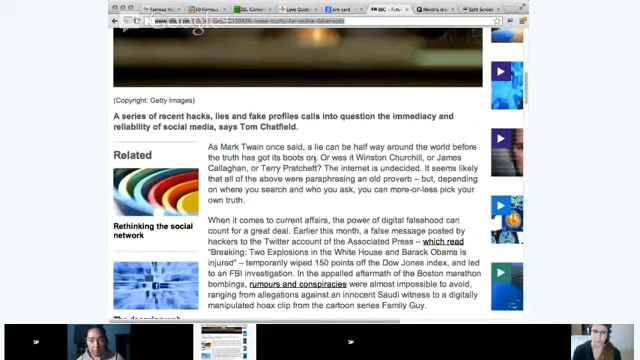 (Copyright: Getty Images)
A series of recent hacks, lies and fake profiles calls into question the immediacy and
reliability of social media, says Tom Chatfield.
Related
Rethinking the social
network
As Mark Twain once said, a lie can be half way around the world before
the truth has got its boots on. Or was it Winston Churchill, or James
Callaghan, or Terry Pratchett? The internet is undecided. It seems likely
that all of the above were paraphrasing an old proverb – but, depending
on where you search and who you ask, you can more-or-less pick your
own truth.
When it comes to current affairs, the power of digital falsehood can
count for a great deal. Earlier this month, a false message posted by
hackers to the Twitter account of the Associated Press – which read
"Breaking: Two Explosions in the White House and Barack Obama is
injured" – temporarily wiped 150 points off the Dow Jones index, and led
to an FBI investigation. In the appalled aftermath of the Boston marathon
bombings, rumours and conspiracies were almost impossible to avoid,
ranging from allegations against an innocent Saudi witness to a digitally
manipulated hoax clip from the cartoon series Family Guy.